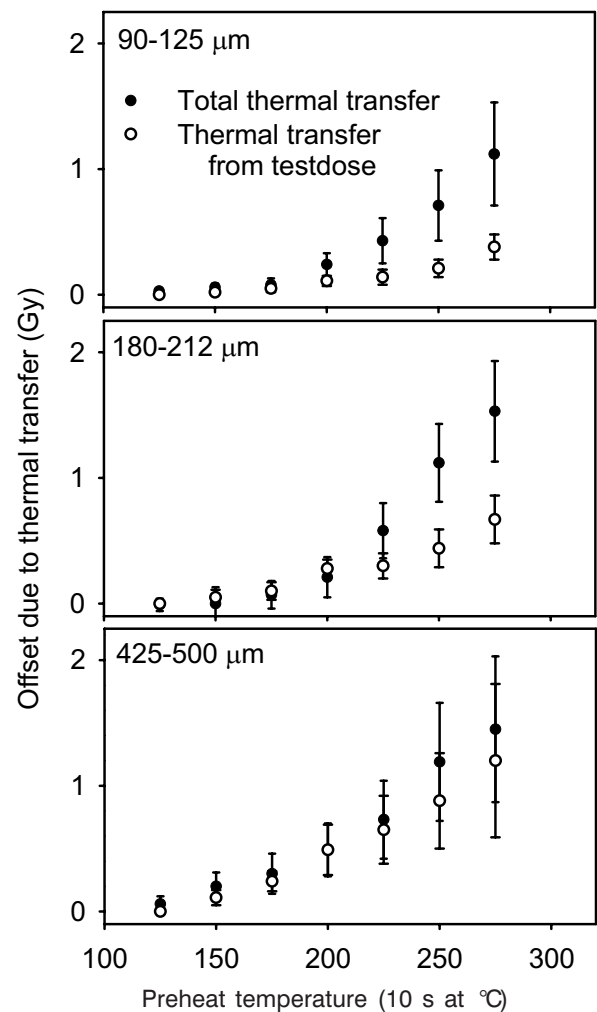 90-125 μm
Total thermal transfer
Thermal transfer
from testdose
2
1
0
180-212 μm
2
1
0
425-500 μm
2
1
0
100 150 200 250 300
Offset due to thermal transfer (Gy)
Preheat temperature (10 s at °C)